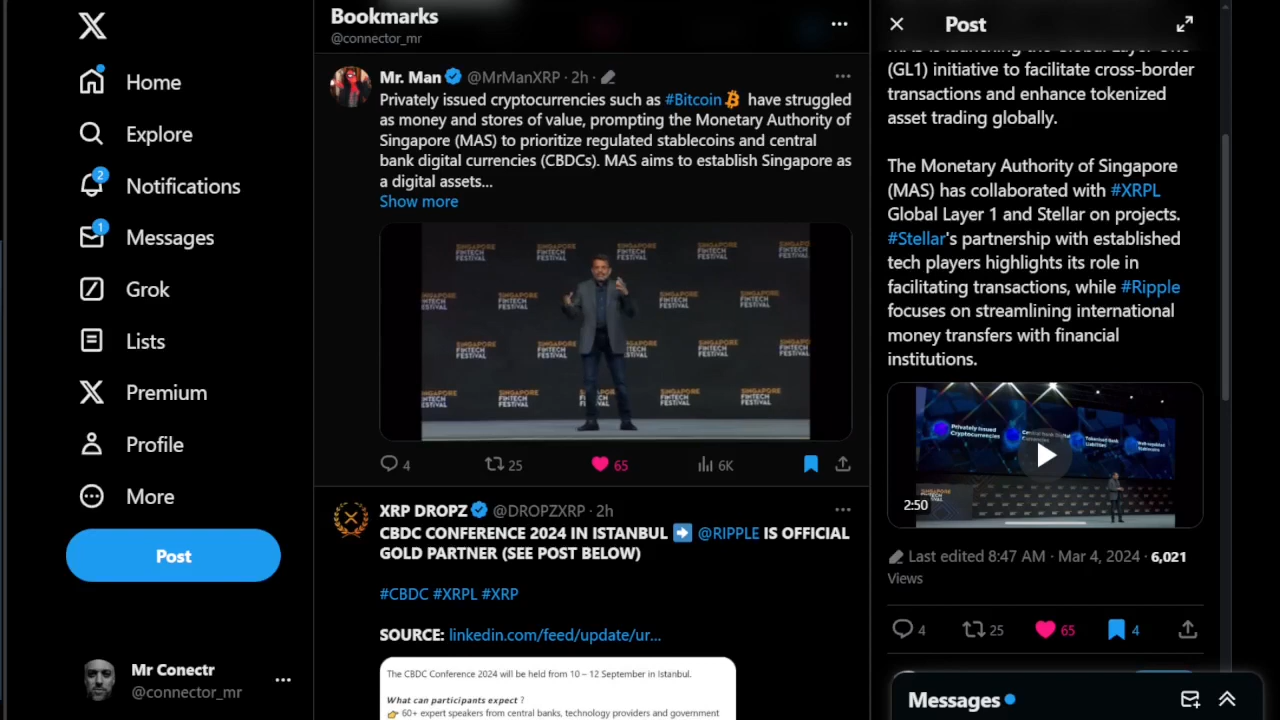 Home
Explore
2
Notifications
1
Messages
Grok
Lists
Premium
Profile
More
Post
Mr Conectr
@connector_mr
Bookmarks
@connector_mr
Mr. Man @MrManXRP · 2h ·
Privately issued cryptocurrencies such as #Bitcoin have struggled
as money and stores of value, prompting the Monetary Authority of
Singapore (MAS) to prioritize regulated stablecoins and central
bank digital currencies (CBDCs). MAS aims to establish Singapore as
a digital assets...
Show more
SINGAPORE FINTECH FESTIVAL
4 25 65 6K
XRP DROPZ @DROPZXRP · 2h
CBDC CONFERENCE 2024 IN ISTANBUL ➡ @RIPPLE IS OFFICIAL
GOLD PARTNER (SEE POST BELOW)
#CBDC #XRPL #XRP
SOURCE: linkedin.com/feed/update/ur...
The CBDC Conference 2024 will be held from 10 – 12 September in Istanbul.
What can participants expect ?
👉 60+ expert speakers from central banks, technology providers and government
Post
(GL1) initiative to facilitate cross-border
transactions and enhance tokenized
asset trading globally.
The Monetary Authority of Singapore
(MAS) has collaborated with #XRPL
Global Layer 1 and Stellar on projects.
#Stellar's partnership with established
tech players highlights its role in
facilitating transactions, while #Ripple
focuses on streamlining international
money transfers with financial
institutions.
Privately Issued
Cryptocurrencies
2:50
Last edited 8:47 AM · Mar 4, 2024 · 6,021
Views
4 25 65 4
Messages